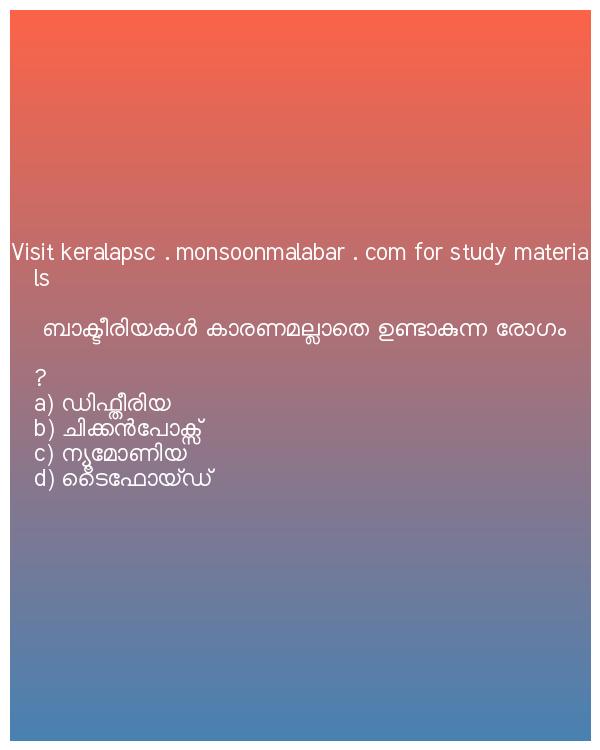 Visit keralapsc . monsoonmalabar . com for study materia
ls
ബാക്ടീരിയകൾ കാരണമല്ലാതെ ഉണ്ടാകുന്ന രോഗം
?
a) ഡിഫ്തീരിയ
b) ചിക്കൻപോക്സ്
c) ന്യൂമോണിയ
d) ടൈഫോയ്ഡ്